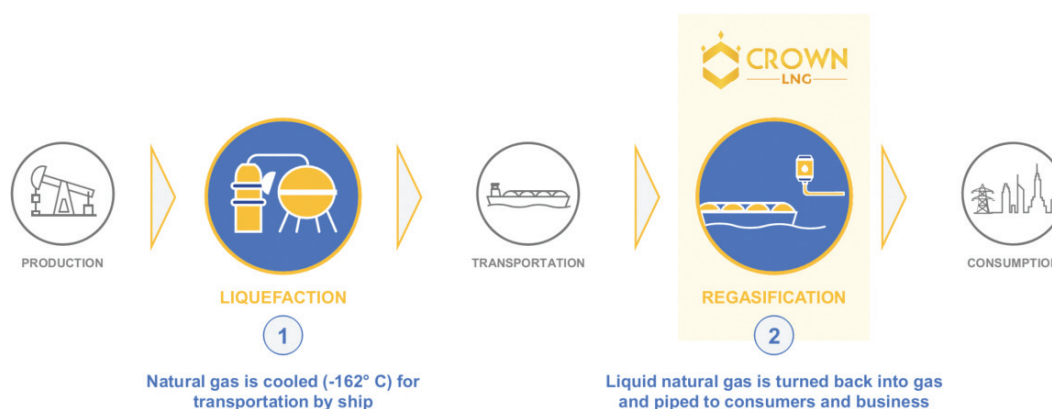 CROWN
LNG
PRODUCTION
TRANSPORTATION
CONSUMPTION
LIQUEFACTION
REGASIFICATION
1
2
Natural gas is cooled (-162° C) for
transportation by ship
Liquid natural gas is turned back into gas
and piped to consumers and business